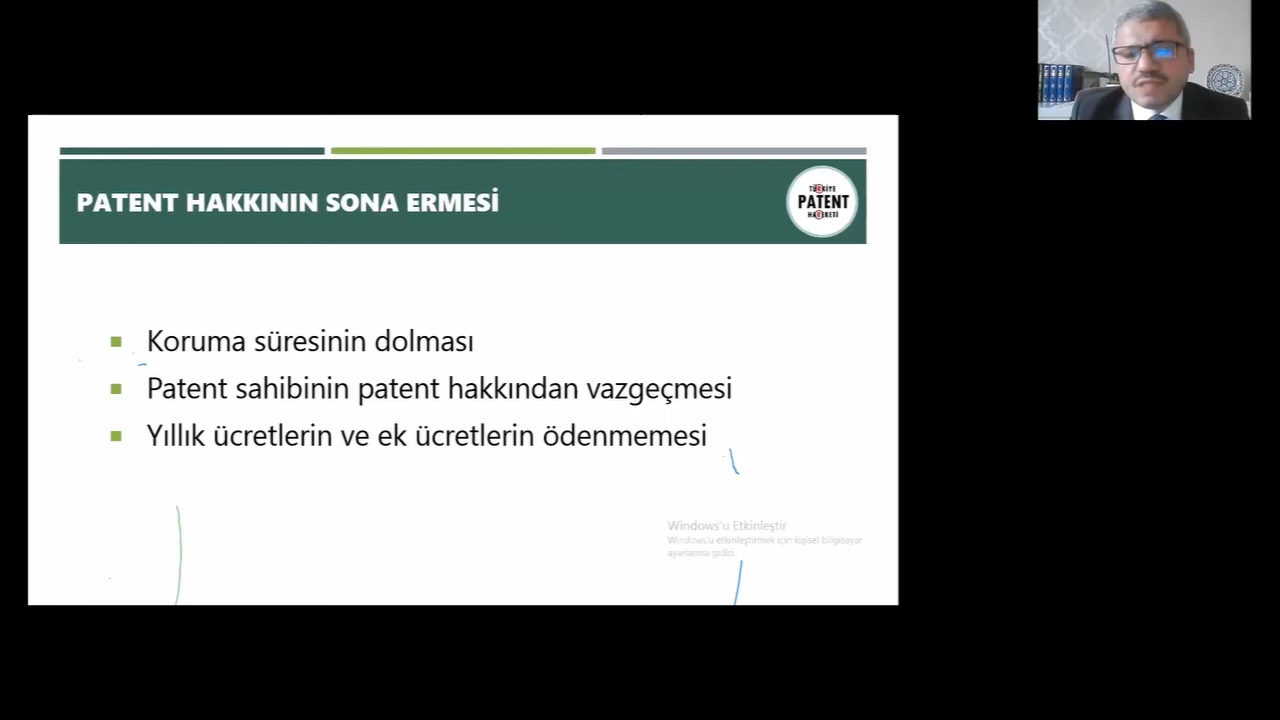 PATENT HAKKININ SONA ERMESİ
TÜRKİYE
PATENT
HAREKETİ
Koruma süresinin dolması
Patent sahibinin patent hakkından vazgeçmesi
Yıllık ücretlerin ve ek ücretlerin ödenmemesi
Windows'u Etkinleştir
Windows'u etkinleştirmek için kişisel bilgisayar
ayarlarına gidin.